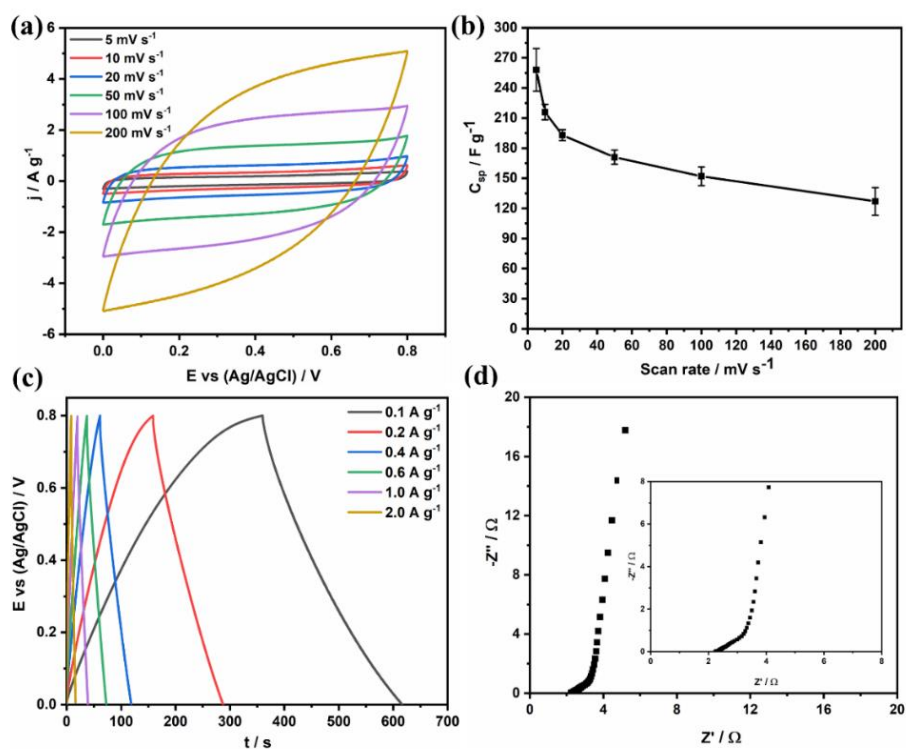 (a)
5 mV s⁻¹
10 mV s⁻¹
20 mV s⁻¹
50 mV s⁻¹
100 mV s⁻¹
200 mV s⁻¹
6
4
2
0
-2
-4
-6
j / A g⁻¹
0.0 0.2 0.4 0.6 0.8
E vs (Ag/AgCl) / V
(b)
300
270
240
210
180
150
120
90
60
30
0
Csp / F g⁻¹
0 20 40 60 80 100 120 140 160 180 200
Scan rate / mV s⁻¹
(c)
0.1 A g⁻¹
0.2 A g⁻¹
0.4 A g⁻¹
0.6 A g⁻¹
1.0 A g⁻¹
2.0 A g⁻¹
0.8
0.6
0.4
0.2
0.0
E vs (Ag/AgCl) / V
0 100 200 300 400 500 600 700
t / s
(d)
18
15
12
9
6
3
0
-Z'' / Ω
0 4 8 12 16 20
Z' / Ω
8
6
4
2
0
-Z'' / Ω
0 2 4 6 8
Z' / Ω